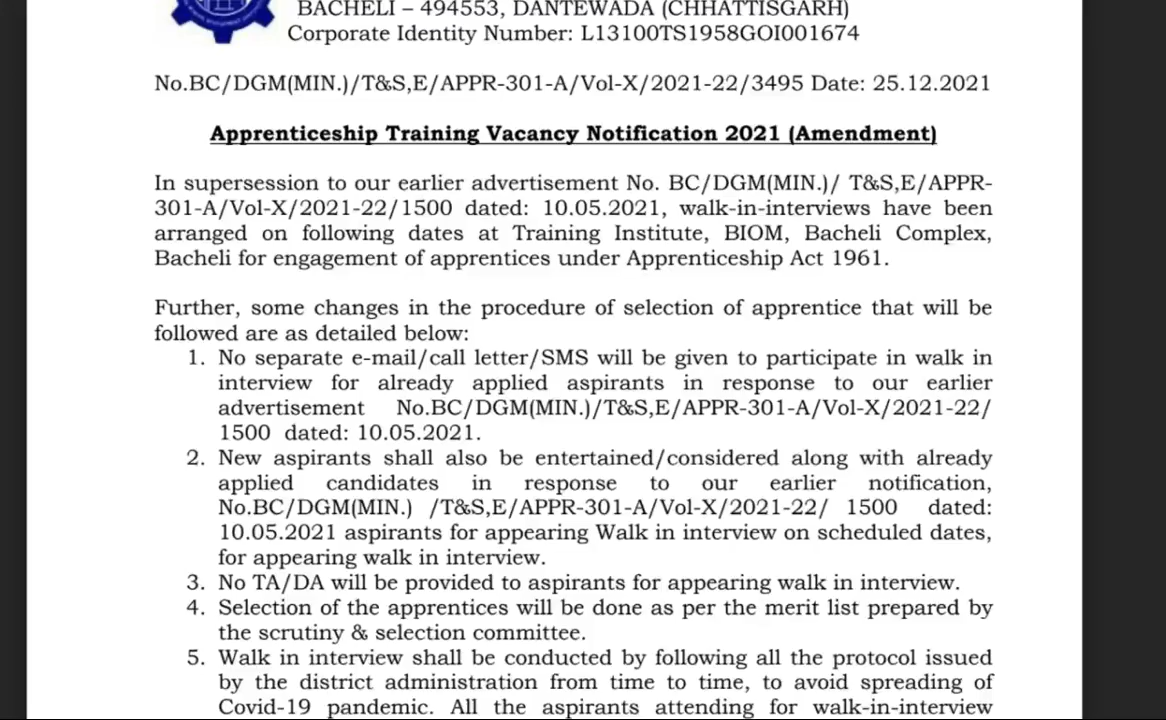 BACHELI – 494553, DANTEWADA (CHHATTISGARH)
Corporate Identity Number: L13100TS1958GOI001674
No.BC/DGM(MIN.)/T&S,E/APPR-301-A/Vol-X/2021-22/3495 Date: 25.12.2021
Apprenticeship Training Vacancy Notification 2021 (Amendment)
In supersession to our earlier advertisement No. BC/DGM(MIN.)/ T&S,E/APPR-
301-A/Vol-X/2021-22/1500 dated: 10.05.2021, walk-in-interviews have been
arranged on following dates at Training Institute, BIOM, Bacheli Complex,
Bacheli for engagement of apprentices under Apprenticeship Act 1961.
Further, some changes in the procedure of selection of apprentice that will be
followed are as detailed below:
1. No separate e-mail/call letter/SMS will be given to participate in walk in
interview for already applied aspirants in response to our earlier
advertisement No.BC/DGM(MIN.)/T&S,E/APPR-301-A/Vol-X/2021-22/
1500 dated: 10.05.2021.
2. New aspirants shall also be entertained/considered along with already
applied candidates in response to our earlier notification,
No.BC/DGM(MIN.) /T&S,E/APPR-301-A/Vol-X/2021-22/ 1500 dated:
10.05.2021 aspirants for appearing Walk in interview on scheduled dates,
for appearing walk in interview.
3. No TA/DA will be provided to aspirants for appearing walk in interview.
4. Selection of the apprentices will be done as per the merit list prepared by
the scrutiny & selection committee.
5. Walk in interview shall be conducted by following all the protocol issued
by the district administration from time to time, to avoid spreading of
Covid-19 pandemic. All the aspirants attending for walk-in-interview